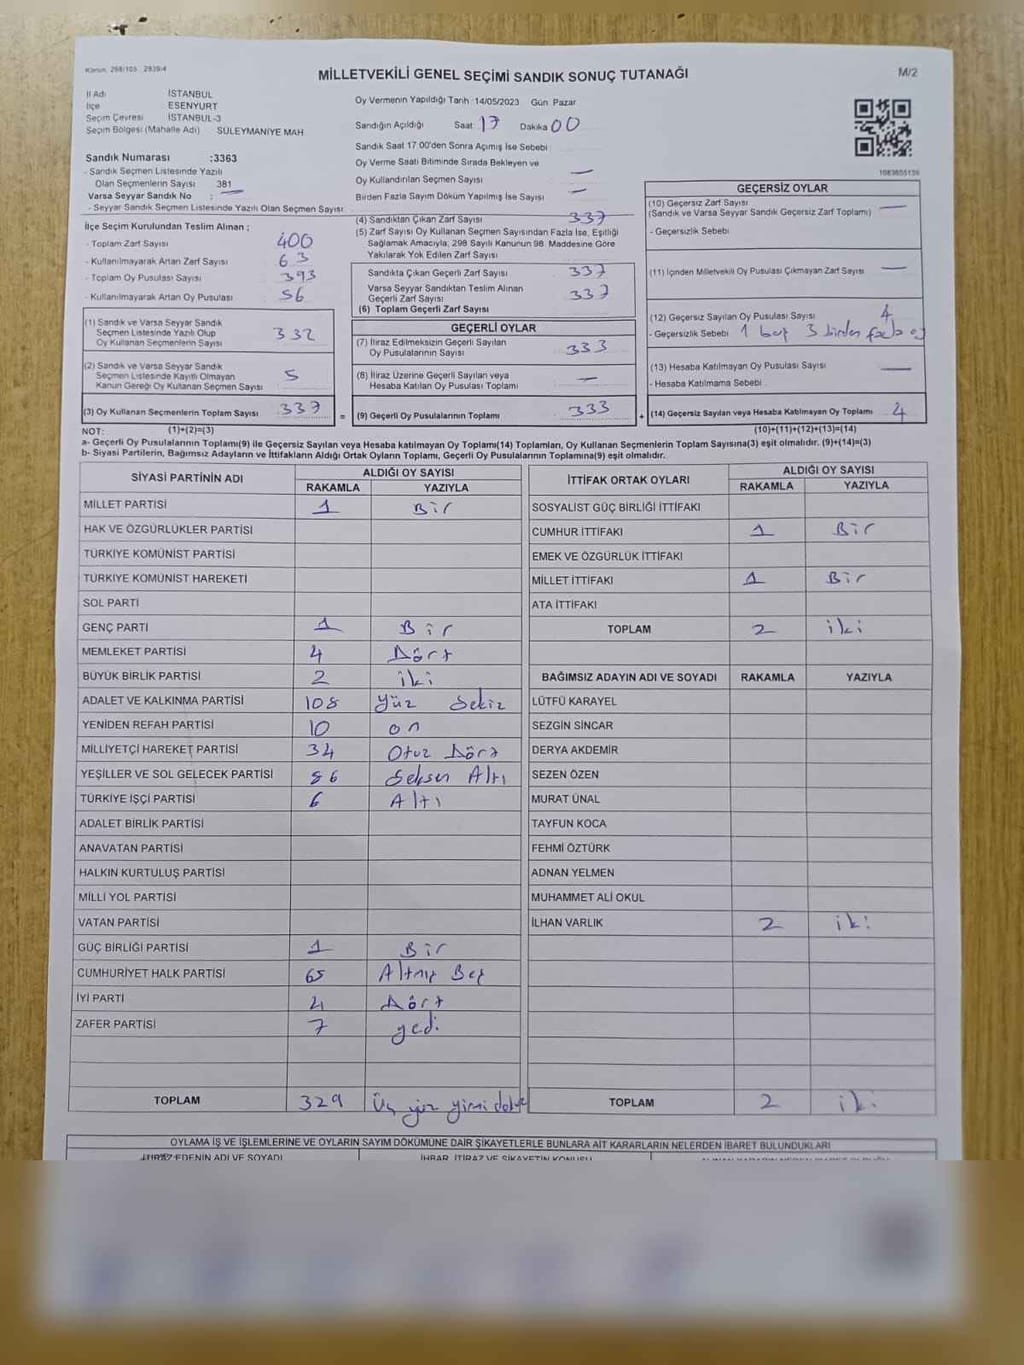 Kanun: 298/105 2839/4
MİLLETVEKİLİ GENEL SEÇİMİ SANDIK SONUÇ TUTANAĞI
M/2
İl Adı İSTANBUL
İlçe ESENYURT
Seçim Çevresi İSTANBUL-3
Seçim Bölgesi (Mahalle Adı) SÜLEYMANİYE MAH.
Oy Vermenin Yapıldığı Tarih : 14/05/2023 Gün Pazar
Sandığın Açıldığı Saat 17 Dakika 00
Sandık Saat 17 00'den Sonra Açımış İse Sebebi
Oy Verme Saati Bitiminde Sırada Bekleyen ve
Oy Kullandırılan Seçmen Sayısı —
Birden Fazla Sayım Döküm Yapılmış İse Sayısı —
Sandık Numarası :3363
- Sandık Seçmen Listesinde Yazılı
Olan Seçmenlerin Sayısı 381
Varsa Seyyar Sandık No : —
- Seyyar Sandık Seçmen Listesinde Yazılı Olan Seçmen Sayısı
İlçe Seçim Kurulundan Teslim Alınan :
- Toplam Zarf Sayısı 400
- Kullanılmayarak Artan Zarf Sayısı 63
- Toplam Oy Pusulası Sayısı 393
- Kullanılmayarak Artan Oy Pusulası 56
(1) Sandık ve Varsa Seyyar Sandık
Seçmen Listesinde Yazılı Olup
Oy Kullanan Seçmenlerin Sayısı 332
(2) Sandık ve Varsa Seyyar Sandık
Seçmen Listesinde Kayıtlı Olmayan
Kanun Gereği Oy Kullanan Seçmen Sayısı 5
(3) Oy Kullanan Seçmenlerin Toplam Sayısı 337
(4) Sandıktan Çıkan Zarf Sayısı 337
(5) Zarf Sayısı Oy Kullanan Seçmen Sayısından Fazla İse, Eşitliği
Sağlamak Amacıyla, 298 Sayılı Kanunun 98. Maddesine Göre
Yakılarak Yok Edilen Zarf Sayısı
Sandıkta Çıkan Geçerli Zarf Sayısı 337
Varsa Seyyar Sandıktan Teslim Alınan
Geçerli Zarf Sayısı 337
(6) Toplam Geçerli Zarf Sayısı
GEÇERLİ OYLAR
(7) İtiraz Edilmeksizin Geçerli Sayılan
Oy Pusulalarının Sayısı 333
(8) İtiraz Üzerine Geçerli Sayılan veya
Hesaba Katılan Oy Pusulası Toplamı —
= (9) Geçerli Oy Pusulalarının Toplamı 333
1083655139
GEÇERSİZ OYLAR
(10) Geçersiz Zarf Sayısı —
(Sandık ve Varsa Seyyar Sandık Geçersiz Zarf Toplamı)
- Geçersizlik Sebebi
(11) İçinden Milletvekili Oy Pusulası Çıkmayan Zarf Sayısı —
(12) Geçersiz Sayılan Oy Pusulası Sayısı 4
- Geçersizlik Sebebi 1 boş 3 birden fazla oy
(13) Hesaba Katılmayan Oy Pusulası Sayısı —
- Hesaba Katılmama Sebebi
+ (14) Geçersiz Sayılan veya Hesaba Katılmayan Oy Toplamı 4
NOT: (1)+(2)=(3) (10)+(11)+(12)+(13)=(14)
a- Geçerli Oy Pusulalarının Toplamı(9) ile Geçersiz Sayılan veya Hesaba katılmayan Oy Toplamı(14) Toplamları, Oy Kullanan Seçmenlerin Toplam Sayısına(3) eşit olmalıdır. (9)+(14)=(3)
b- Siyasi Partilerin, Bağımsız Adayların ve İttifakların Aldığı Ortak Oyların Toplamı, Geçerli Oy Pusulalarının Toplamına(9) eşit olmalıdır.
SİYASİ PARTİNİN ADI ALDIĞI OY SAYISI
RAKAMLA YAZIYLA
MİLLET PARTİSİ 1 Bir
HAK VE ÖZGÜRLÜKLER PARTİSİ
TÜRKİYE KOMÜNİST PARTİSİ
TÜRKİYE KOMÜNİST HAREKETİ
SOL PARTİ
GENÇ PARTİ 1 Bir
MEMLEKET PARTİSİ 4 Dört
BÜYÜK BİRLİK PARTİSİ 2 iki
ADALET VE KALKINMA PARTİSİ 108 Yüz Sekiz
YENİDEN REFAH PARTİSİ 10 on
MİLLİYETÇİ HAREKET PARTİSİ 34 Otuz Dört
YEŞİLLER VE SOL GELECEK PARTİSİ 86 Seksen Altı
TÜRKİYE İŞÇİ PARTİSİ 6 Altı
ADALET BİRLİK PARTİSİ
ANAVATAN PARTİSİ
HALKIN KURTULUŞ PARTİSİ
MİLLİ YOL PARTİSİ
VATAN PARTİSİ
GÜÇ BİRLİĞİ PARTİSİ 1 Bir
CUMHURİYET HALK PARTİSİ 65 Altmış Beş
İYİ PARTİ 4 Dört
ZAFER PARTİSİ 7 yedi
TOPLAM 329 Üç yüz yirmi dokuz
İTTİFAK ORTAK OYLARI ALDIĞI OY SAYISI
RAKAMLA YAZIYLA
SOSYALİST GÜÇ BİRLİĞİ İTTİFAKI
CUMHUR İTTİFAKI 1 Bir
EMEK VE ÖZGÜRLÜK İTTİFAKI
MİLLET İTTİFAKI 1 Bir
ATA İTTİFAKI
TOPLAM 2 iki
BAĞIMSIZ ADAYIN ADI VE SOYADI RAKAMLA YAZIYLA
LÜTFÜ KARAYEL
SEZGİN SİNCAR
DERYA AKDEMİR
SEZEN ÖZEN
MURAT ÜNAL
TAYFUN KOCA
FEHMİ ÖZTÜRK
ADNAN YELMEN
MUHAMMET ALİ OKUL
İLHAN VARLIK 2 iki
TOPLAM 2 iki
OYLAMA İŞ VE İŞLEMLERİNE VE OYLARIN SAYIM DÖKÜMÜNE DAİR ŞİKAYETLERLE BUNLARA AİT KARARLARIN NELERDEN İBARET BULUNDUKLARI
İTİRAZ EDENİN ADI VE SOYADI İHBAR, İTİRAZ VE ŞİKAYETİN KONUSU